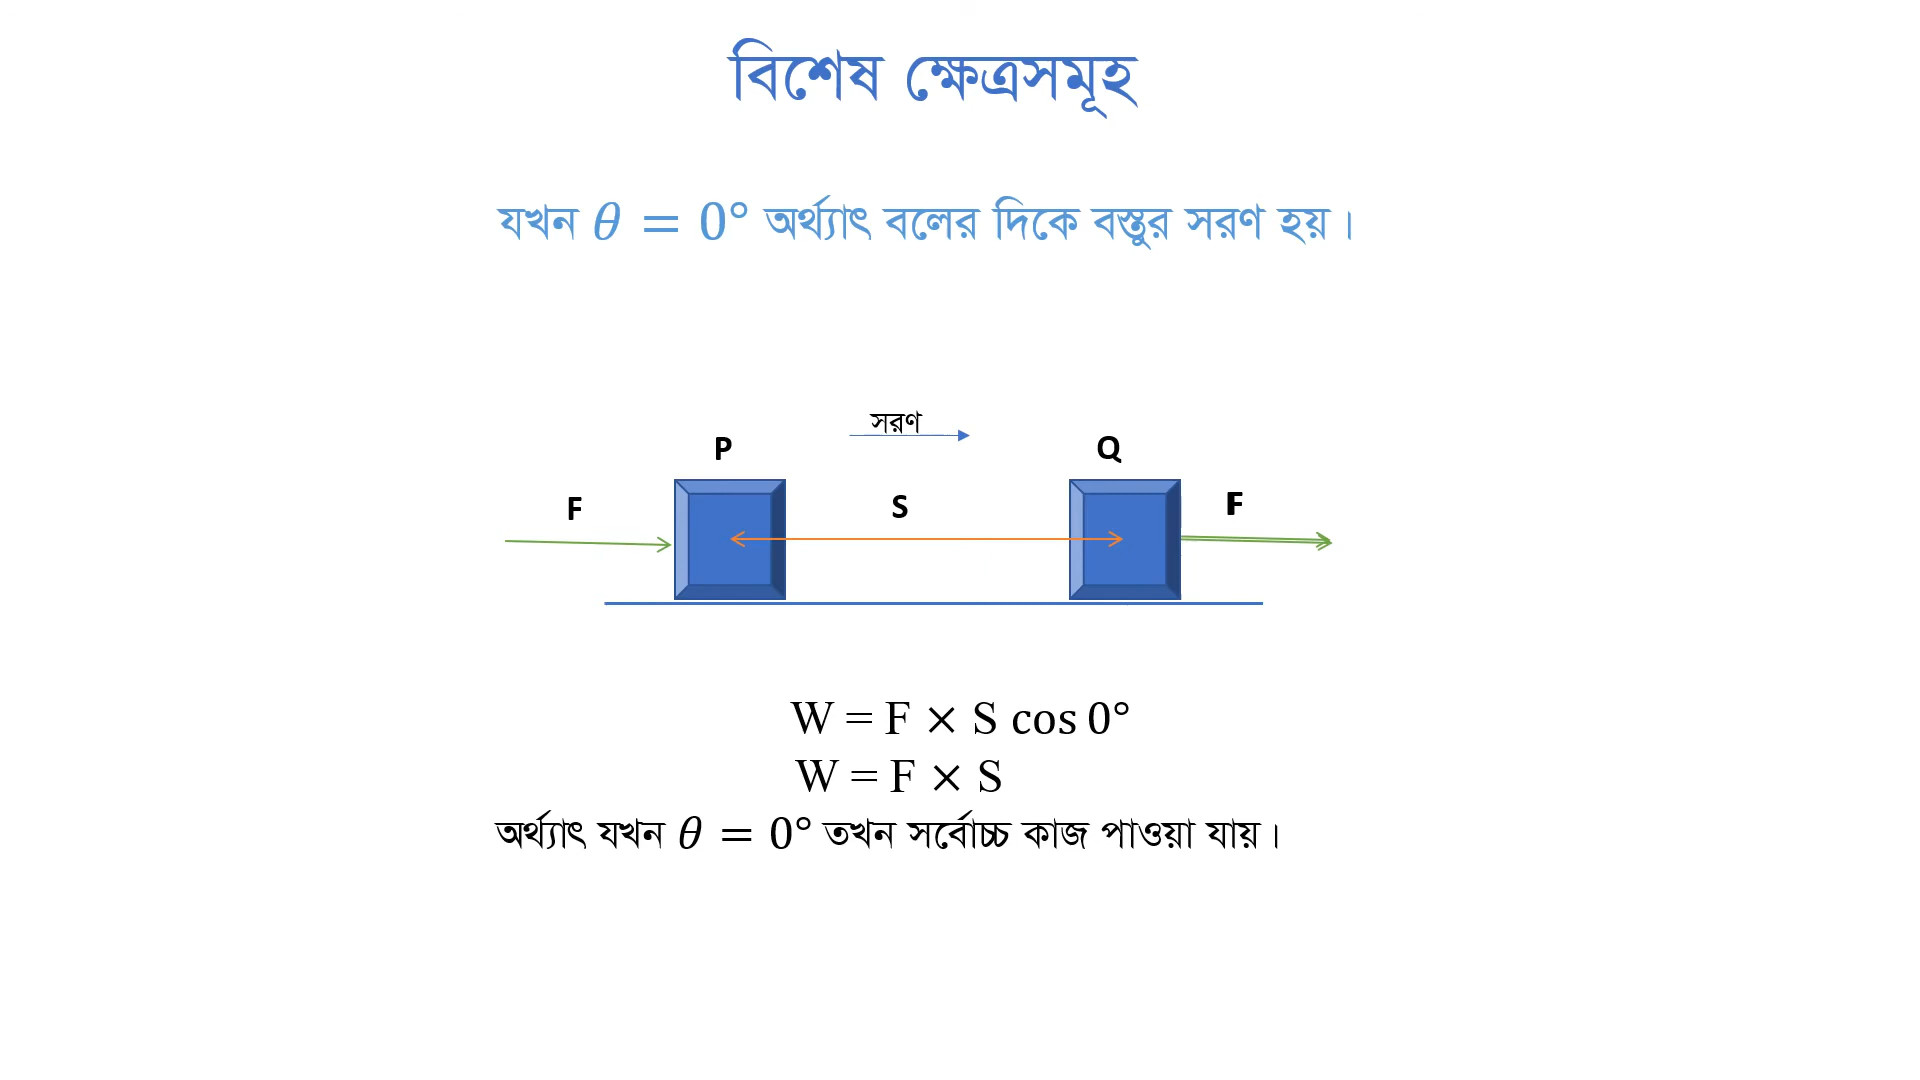 বিশেষ ক্ষেত্রসমূহ
যখন θ = 0° অর্থ্যাৎ বলের দিকে বস্তুর সরণ হয়।
সরণ
P
Q
F
S
F
W = F × S cos 0°
W = F × S
অর্থ্যাৎ যখন θ = 0° তখন সর্বোচ্চ কাজ পাওয়া যায়।